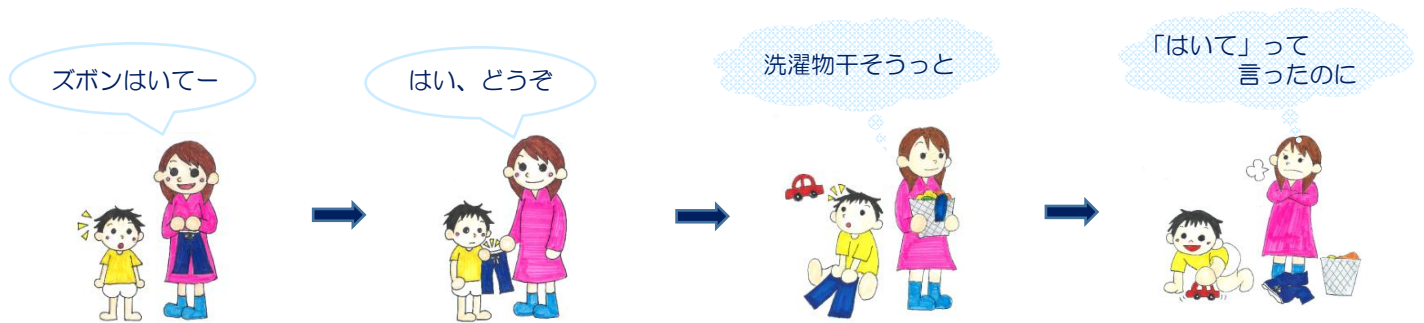 ズボンはいてー
はい、どうぞ
洗濯物干そうっと
「はいて」って
言ったのに